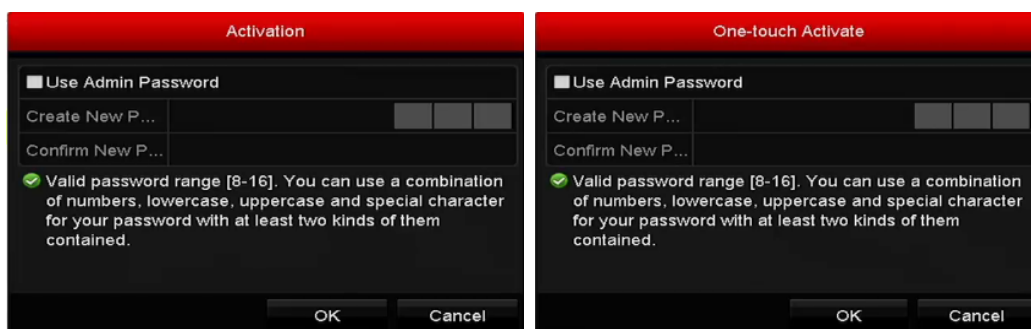 Activation
Use Admin Password
Create New P...
Confirm New P...
Valid password range [8-16]. You can use a combination
of numbers, lowercase, uppercase and special character
for your password with at least two kinds of them
contained.
OK
Cancel
One-touch Activate
Use Admin Password
Create New P...
Confirm New P...
Valid password range [8-16]. You can use a combination
of numbers, lowercase, uppercase and special character
for your password with at least two kinds of them
contained.
OK
Cancel